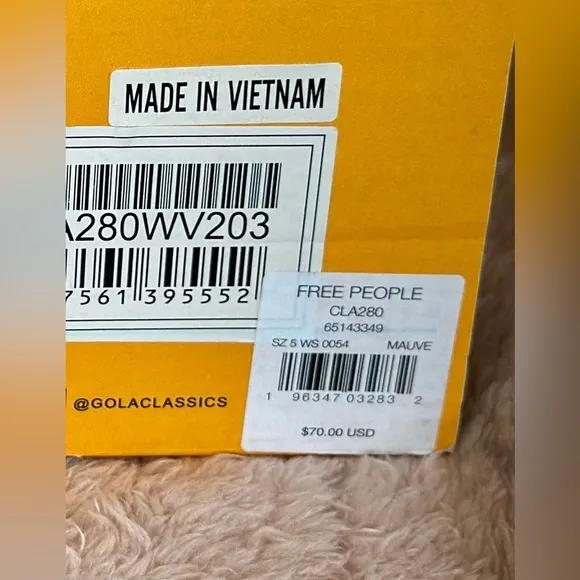 MADE IN VIETNAM
A280WV203
7561 395552
FREE PEOPLE
CLA280
65143349
SZ 5 WS 0054 MAUVE
1 96347 03283 2
$70.00 USD
@GOLACLASSICS